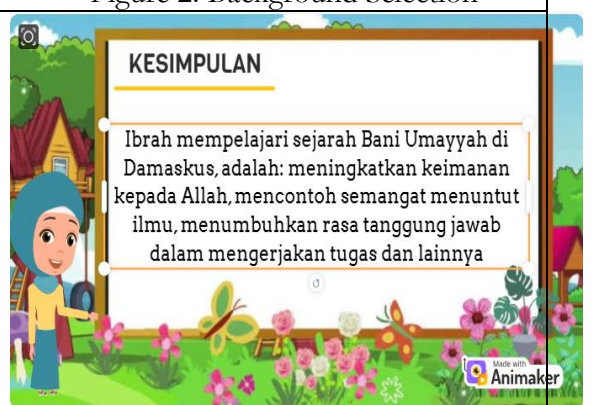 Figure 2. Background Selection
KESIMPULAN
Ibrah mempelajari sejarah Bani Umayyah di
Damaskus, adalah: meningkatkan keimanan
kepada Allah, mencontoh semangat menuntut
ilmu, menumbuhkan rasa tanggung jawab
dalam mengerjakan tugas dan lainnya
Made with
Animaker